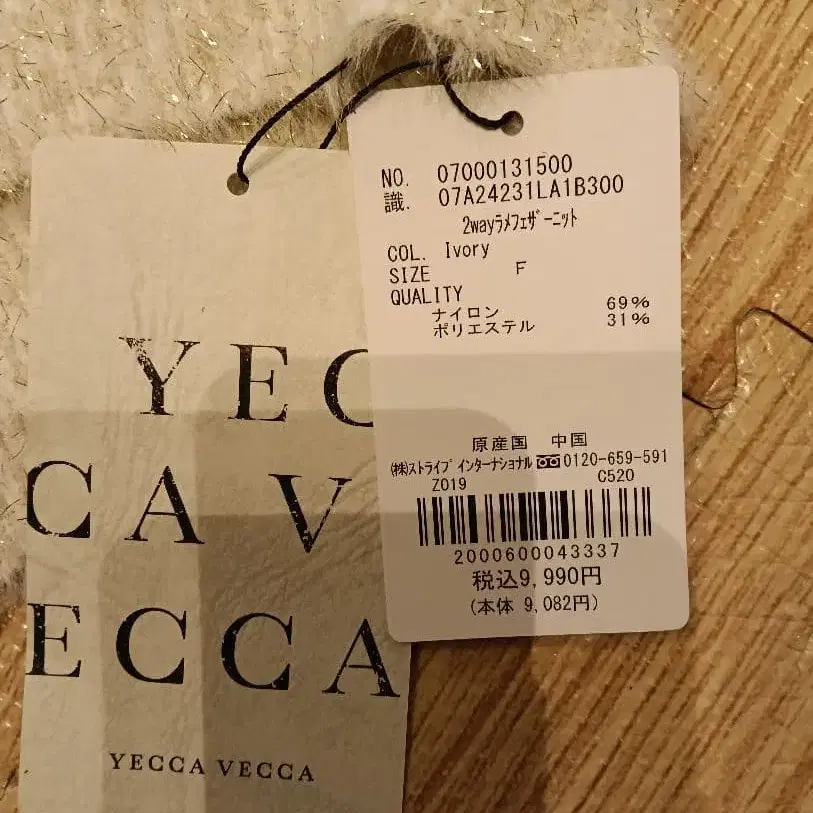 YEC
CA V
ECCA
YECCA VECCA
NO. 07000131500
識. 07A24231LA1B300
2wayﾗﾒﾌｪｻﾞｰﾆｯﾄ
COL. Ivory
SIZE F
QUALITY
ナイロン 69%
ポリエステル 31%
原産国 中国
㈱ｽﾄﾗｲﾌﾟ ｲﾝﾀｰﾅｼｮﾅﾙ 0120-659-591
Z019 C520
2000600043337
税込9,990円
(本体 9,082円)